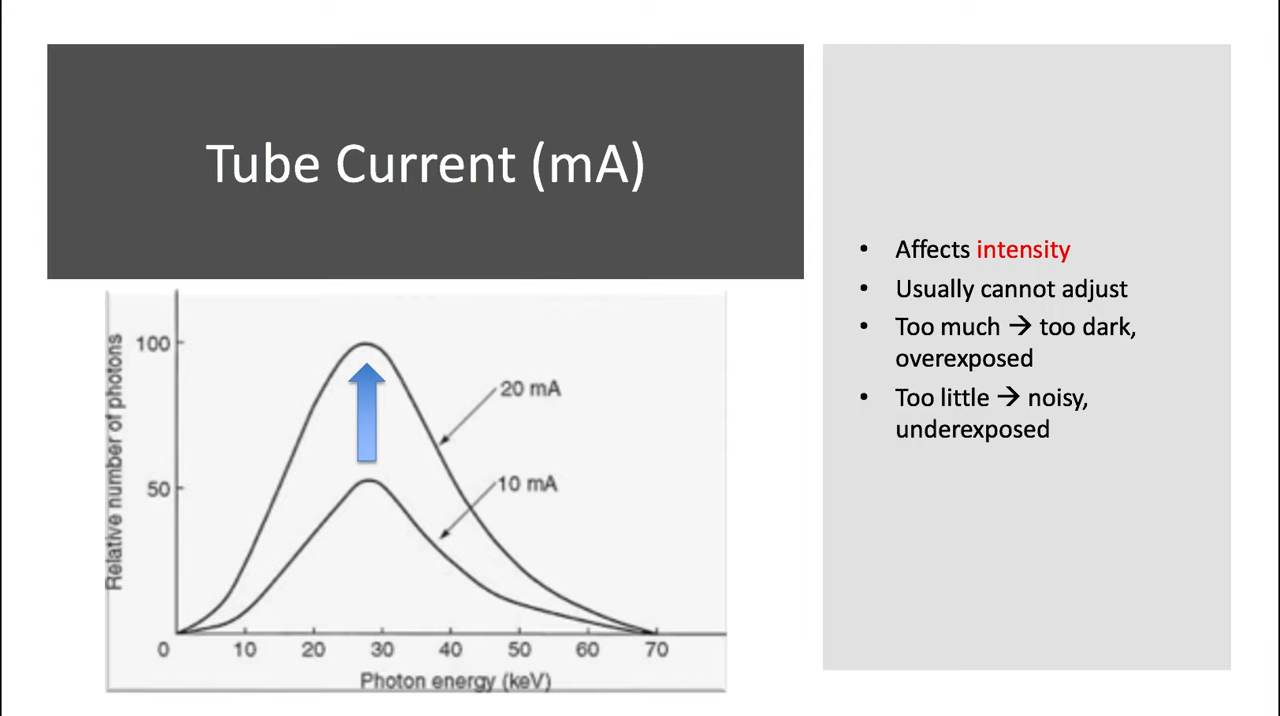 Tube Current (mA)
• Affects intensity
• Usually cannot adjust
• Too much → too dark,
overexposed
• Too little → noisy,
underexposed
Relative number of photons
100
50
0 10 20 30 40 50 60 70
Photon energy (keV)
20 mA
10 mA